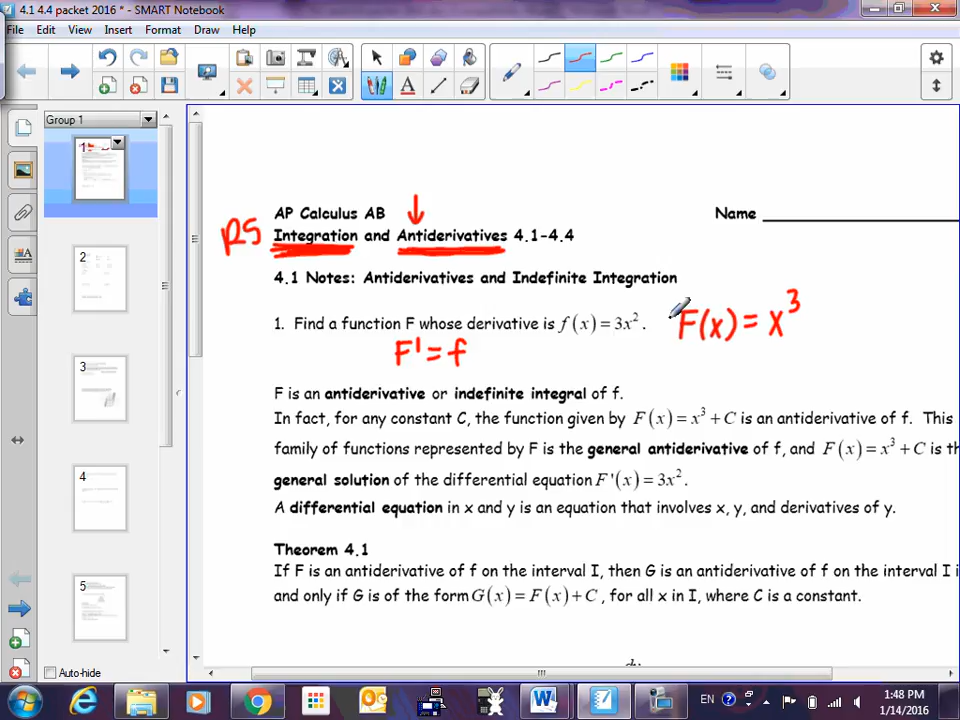 4.1 4.4 packet 2016 * - SMART Notebook
File Edit View Insert Format Draw Help
Group 1
1
2
3
4
5
Auto-hide
AP Calculus AB
Name
RS Integration and Antiderivatives 4.1-4.4
4.1 Notes: Antiderivatives and Indefinite Integration
1. Find a function F whose derivative is f(x) = 3x². F(x) = x³
F' = f
F is an antiderivative or indefinite integral of f.
In fact, for any constant C, the function given by F(x) = x³ + C is an antiderivative of f. This
family of functions represented by F is the general antiderivative of f, and F(x) = x³ + C is th
general solution of the differential equation F'(x) = 3x².
A differential equation in x and y is an equation that involves x, y, and derivatives of y.
Theorem 4.1
If F is an antiderivative of f on the interval I, then G is an antiderivative of f on the interval I i
and only if G is of the form G(x) = F(x) + C, for all x in I, where C is a constant.
EN
1:48 PM
1/14/2016